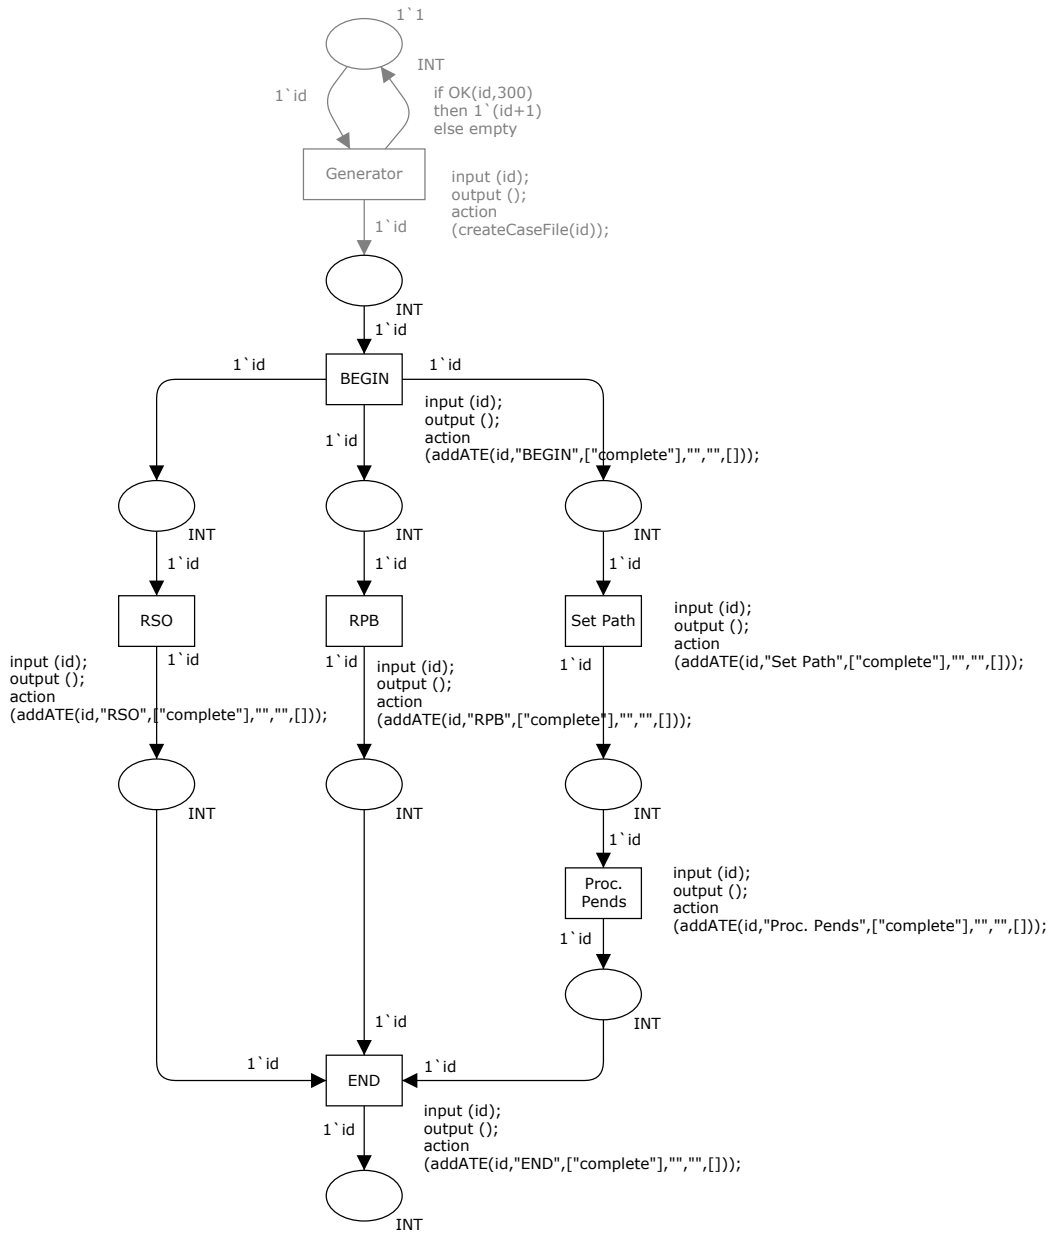 1`1
INT
1`id
if OK(id,300)
then 1`(id+1)
else empty
Generator
input (id);
output ();
action
(createCaseFile(id));
1`id
INT
1`id
1`id
BEGIN
1`id
input (id);
output ();
action
(addATE(id,"BEGIN",["complete"],"","",[]));
1`id
INT
INT
INT
1`id
1`id
1`id
RSO
RPB
Set Path
input (id);
output ();
action
(addATE(id,"Set Path",["complete"],"","",[]));
1`id
1`id
1`id
input (id);
output ();
action
(addATE(id,"RSO",["complete"],"","",[]));
input (id);
output ();
action
(addATE(id,"RPB",["complete"],"","",[]));
INT
INT
INT
1`id
Proc.
Pends
input (id);
output ();
action
(addATE(id,"Proc. Pends",["complete"],"","",[]));
1`id
INT
1`id
1`id
END
1`id
input (id);
output ();
action
(addATE(id,"END",["complete"],"","",[]));
1`id
INT